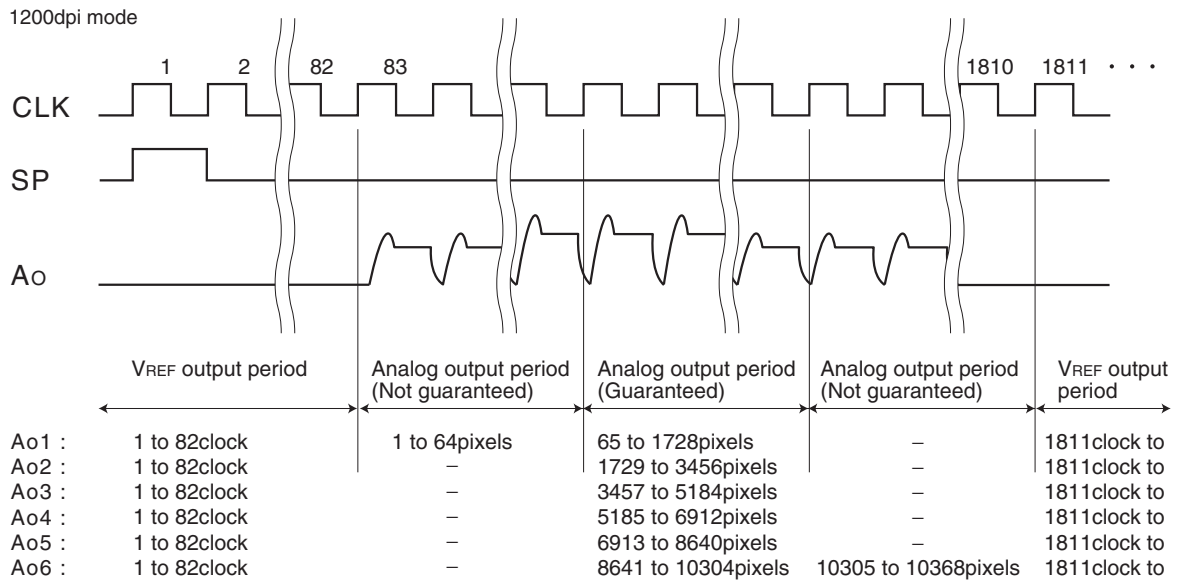 1200dpi mode
1 2 82 83 1810 1811 · · ·
CLK
SP
Ao
VREF output period
Analog output period
(Not guaranteed)
Analog output period
(Guaranteed)
Analog output period
(Not guaranteed)
VREF output
period
Ao1 : 1 to 82clock 1 to 64pixels 65 to 1728pixels – 1811clock to
Ao2 : 1 to 82clock – 1729 to 3456pixels – 1811clock to
Ao3 : 1 to 82clock – 3457 to 5184pixels – 1811clock to
Ao4 : 1 to 82clock – 5185 to 6912pixels – 1811clock to
Ao5 : 1 to 82clock – 6913 to 8640pixels – 1811clock to
Ao6 : 1 to 82clock – 8641 to 10304pixels 10305 to 10368pixels 1811clock to